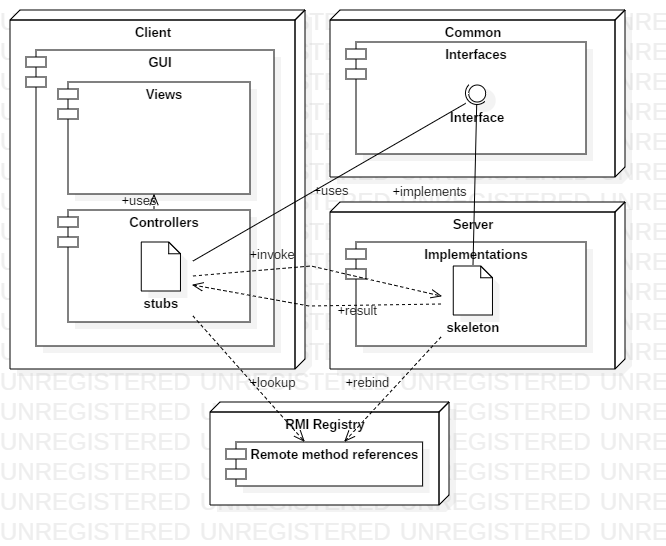 Client
GUI
Views
+uses
Controllers
stubs
Common
Interfaces
Interface
+uses
+implements
Server
Implementations
skeleton
+invoke
+result
+lookup
+rebind
RMI Registry
Remote method references
UNREGISTERED UNREGISTERED UNREGISTERED UNRE